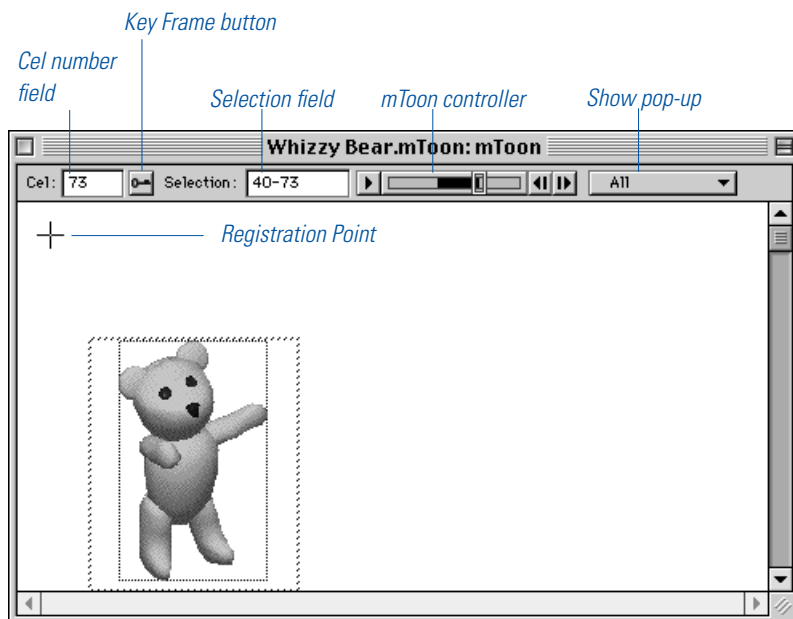 Key Frame button
Cel number
field
Selection field
mToon controller
Show pop-up
Whizzy Bear.mToon: mToon
Cel: 73 Selection: 40-73 All
Registration Point